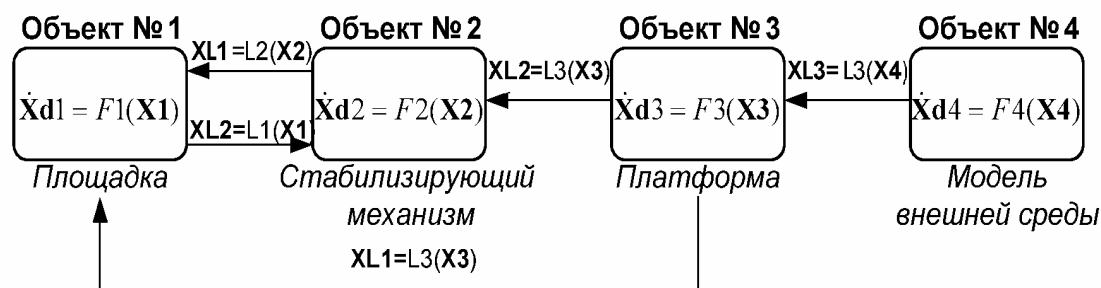 Объект № 1
Объект № 2
Объект № 3
Объект № 4
XL1=L2(X2)
XL2=L3(X3)
XL3=L3(X4)
Ẋd1 = F1(X1)
Ẋd2 = F2(X2)
Ẋd3 = F3(X3)
Ẋd4 = F4(X4)
XL2=L1(X1)
Площадка
Стабилизирующий
механизм
Платформа
Модель
внешней среды
XL1=L3(X3)